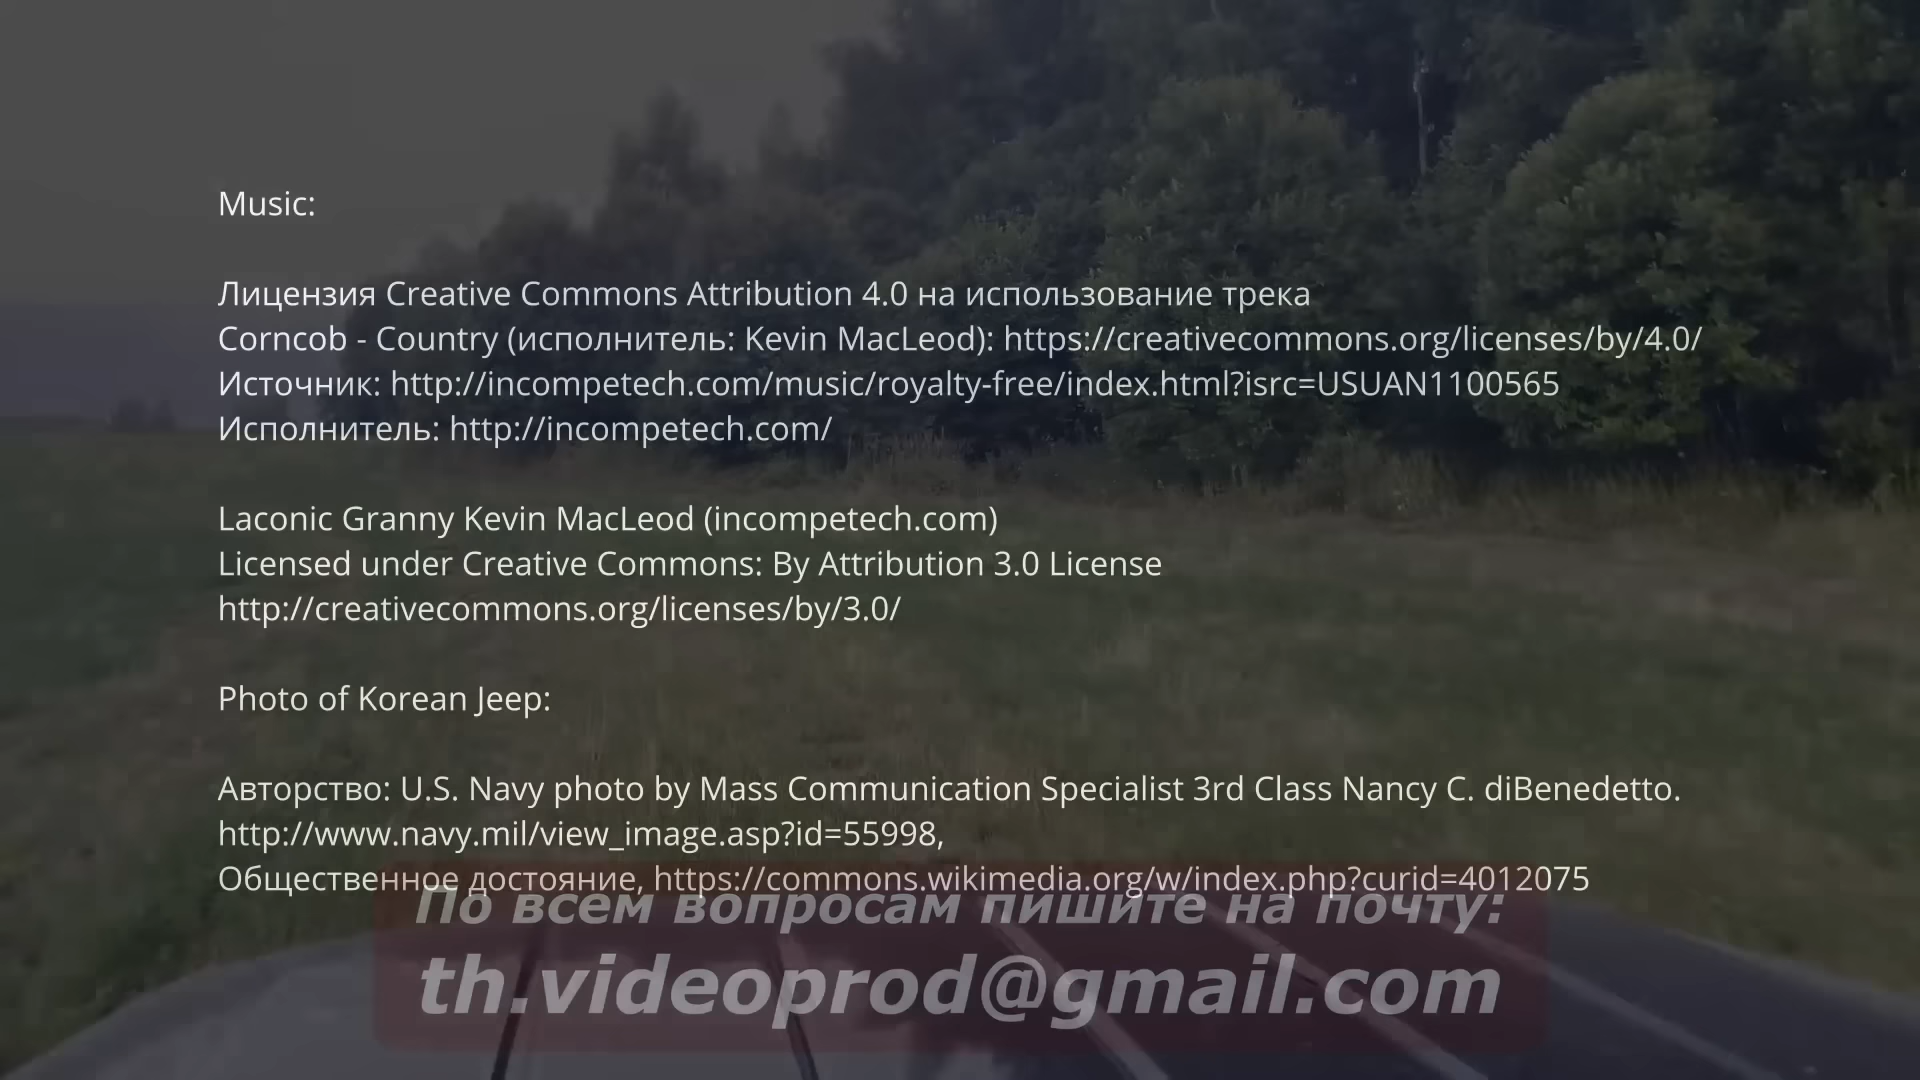 Music:
Лицензия Creative Commons Attribution 4.0 на использование трека
Corncob - Country (исполнитель: Kevin MacLeod): https://creativecommons.org/licenses/by/4.0/
Источник: http://incompetech.com/music/royalty-free/index.html?isrc=USUAN1100565
Исполнитель: http://incompetech.com/
Laconic Granny Kevin MacLeod (incompetech.com)
Licensed under Creative Commons: By Attribution 3.0 License
http://creativecommons.org/licenses/by/3.0/
Photo of Korean Jeep:
Авторство: U.S. Navy photo by Mass Communication Specialist 3rd Class Nancy C. diBenedetto.
http://www.navy.mil/view_image.asp?id=55998,
Общественное достояние, https://commons.wikimedia.org/w/index.php?curid=4012075
По всем вопросам пишите на почту:
th.videoprod@gmail.com